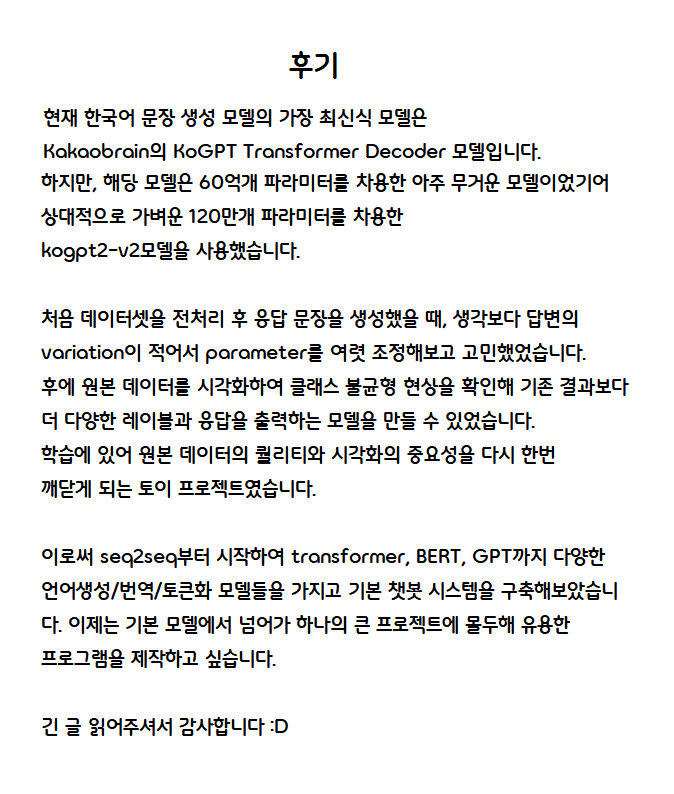 후기
현재 한국어 문장 생성 모델의 가장 최신식 모델은
Kakaobrain의 KoGPT Transformer Decoder 모델입니다.
하지만, 해당 모델은 60억개 파라미터를 차용한 아주 무거운 모델이었기어
상대적으로 가벼운 120만개 파라미터를 차용한
kogpt2-v2모델을 사용했습니다.
처음 데이터셋을 전처리 후 응답 문장을 생성했을 때, 생각보다 답변의
variation이 적어서 parameter를 여렷 조정해보고 고민했었습니다.
후에 원본 데이터를 시각화하여 클래스 불균형 현상을 확인해 기존 결과보다
더 다양한 레이블과 응답을 출력하는 모델을 만들 수 있었습니다.
학습에 있어 원본 데이터의 퀄리티와 시각화의 중요성을 다시 한번
깨닫게 되는 토이 프로젝트였습니다.
이로써 seq2seq부터 시작하여 transformer, BERT, GPT까지 다양한
언어생성/번역/토큰화 모델들을 가지고 기본 챗봇 시스템을 구축해보았습니
다. 이제는 기본 모델에서 넘어가 하나의 큰 프로젝트에 몰두해 유용한
프로그램을 제작하고 싶습니다.
긴 글 읽어주셔서 감사합니다 :D